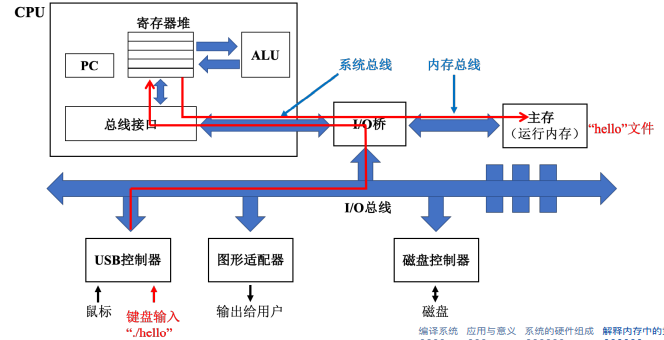 CPU
寄存器堆
PC
ALU
系统总线
内存总线
总线接口
I/O桥
主存
（运行内存）
“hello”文件
I/O总线
USB控制器
图形适配器
磁盘控制器
鼠标
键盘输入
“./hello”
输出给用户
磁盘
编译系统 应用与意义 系统的硬件组成 解释内存中的